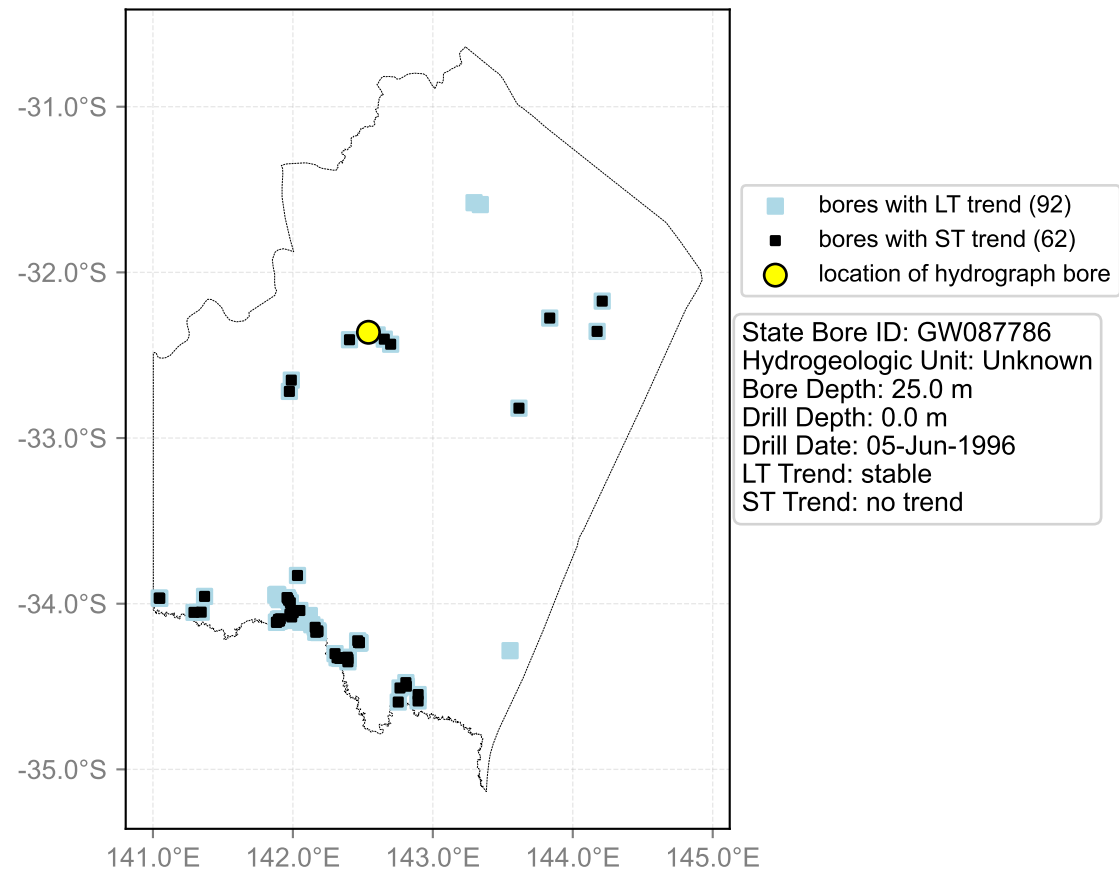 -31.0°S
-32.0°S
-33.0°S
-34.0°S
-35.0°S
141.0°E 142.0°E 143.0°E 144.0°E 145.0°E
bores with LT trend (92)
bores with ST trend (62)
location of hydrograph bore
State Bore ID: GW087786
Hydrogeologic Unit: Unknown
Bore Depth: 25.0 m
Drill Depth: 0.0 m
Drill Date: 05-Jun-1996
LT Trend: stable
ST Trend: no trend